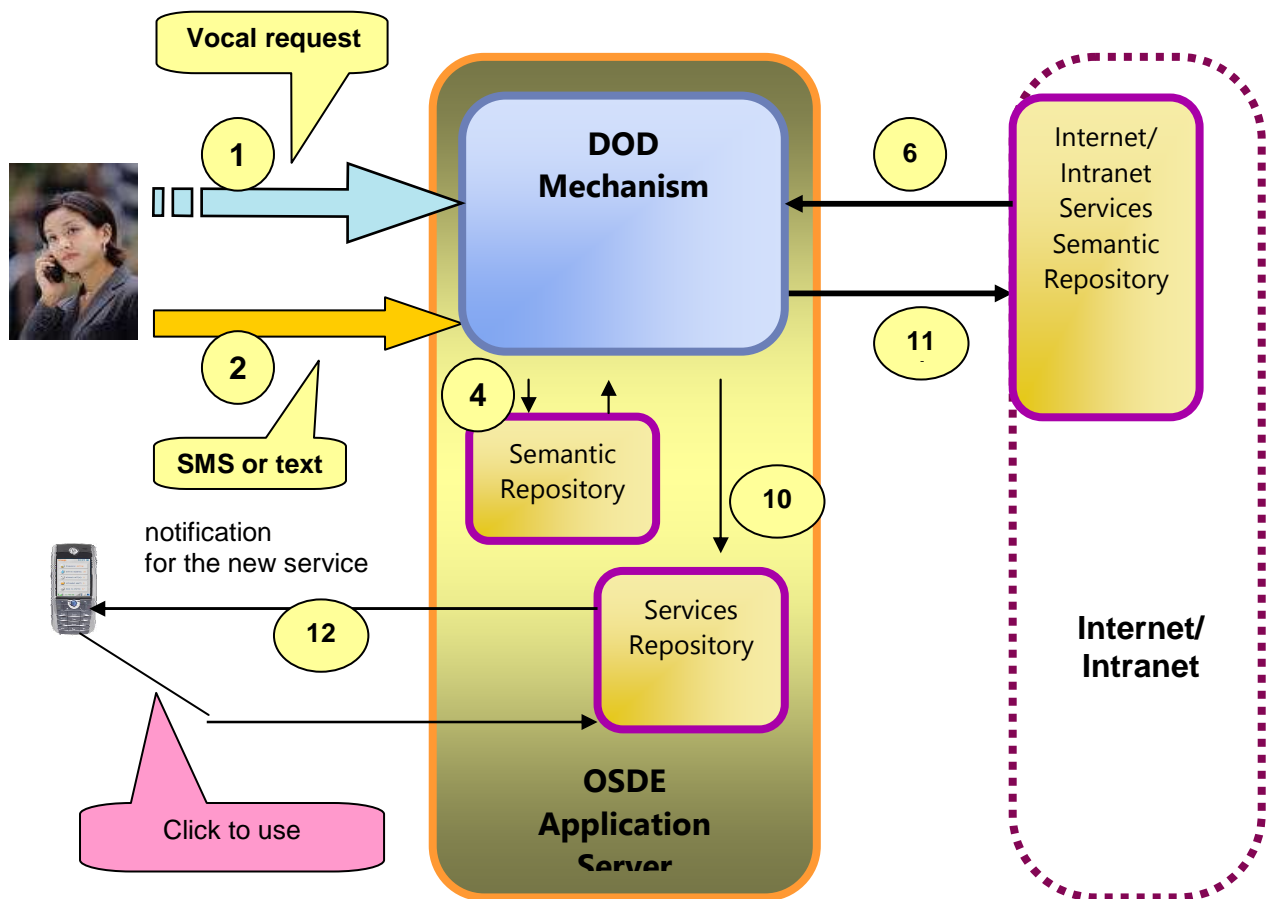 Vocal request
1
DOD
Mechanism
6
Internet/
Intranet
Services
Semantic
Repository
2
11
4
SMS or text
Semantic
Repository
10
notification
for the new service
12
Services
Repository
Internet/
Intranet
Click to use
OSDE
Application
Server